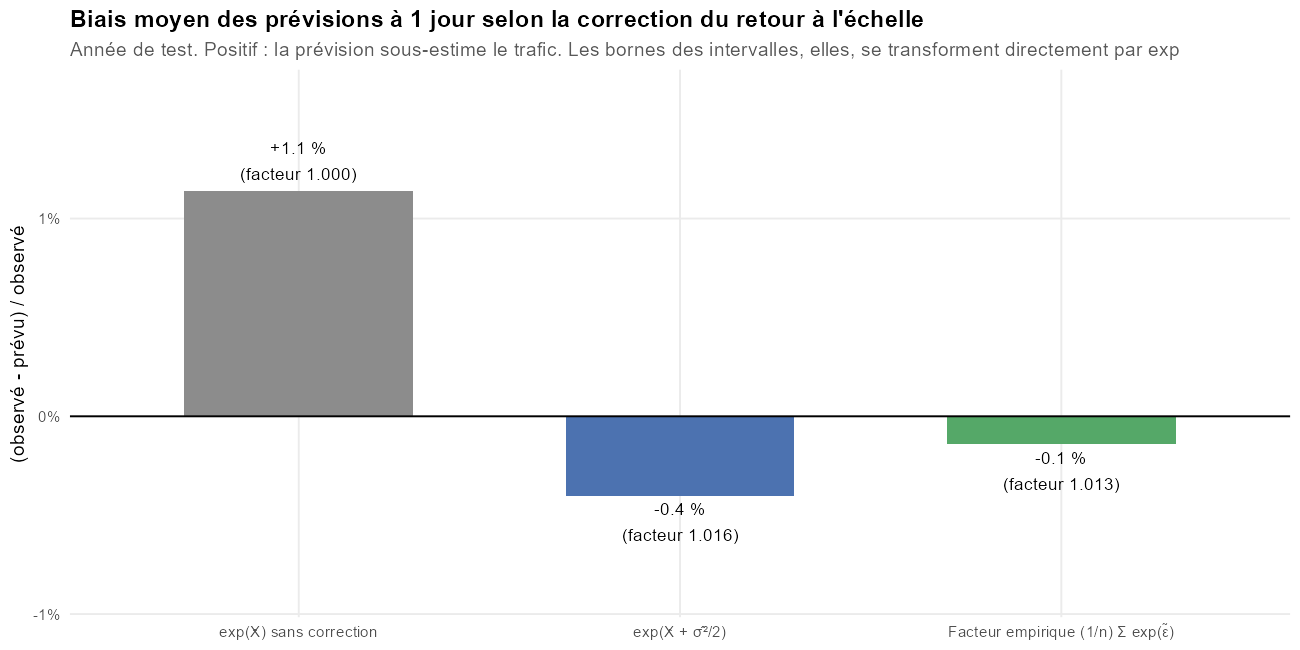 Biais moyen des prévisions à 1 jour selon la correction du retour à l'échelle
Année de test. Positif : la prévision sous-estime le trafic. Les bornes des intervalles, elles, se transforment directement par exp
(observé - prévu) / observé
1%
0%
-1%
+1.1 %
(facteur 1.000)
-0.4 %
(facteur 1.016)
-0.1 %
(facteur 1.013)
exp(X̂) sans correction
exp(X̂ + σ̂²/2)
Facteur empirique (1/n) Σ exp(ε̃)